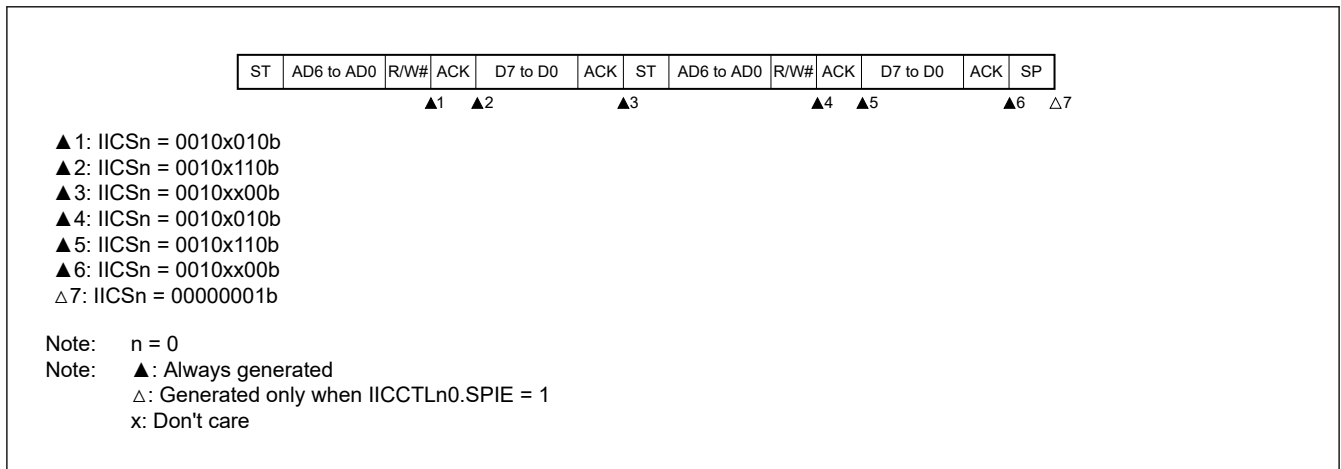 ST AD6 to AD0 R/W# ACK D7 to D0 ACK ST AD6 to AD0 R/W# ACK D7 to D0 ACK SP
▲1 ▲2 ▲3 ▲4 ▲5 ▲6 △7
▲1: IICSn = 0010x010b
▲2: IICSn = 0010x110b
▲3: IICSn = 0010xx00b
▲4: IICSn = 0010x010b
▲5: IICSn = 0010x110b
▲6: IICSn = 0010xx00b
△7: IICSn = 00000001b
Note: n = 0
Note: ▲: Always generated
△: Generated only when IICCTLn0.SPIE = 1
x: Don't care